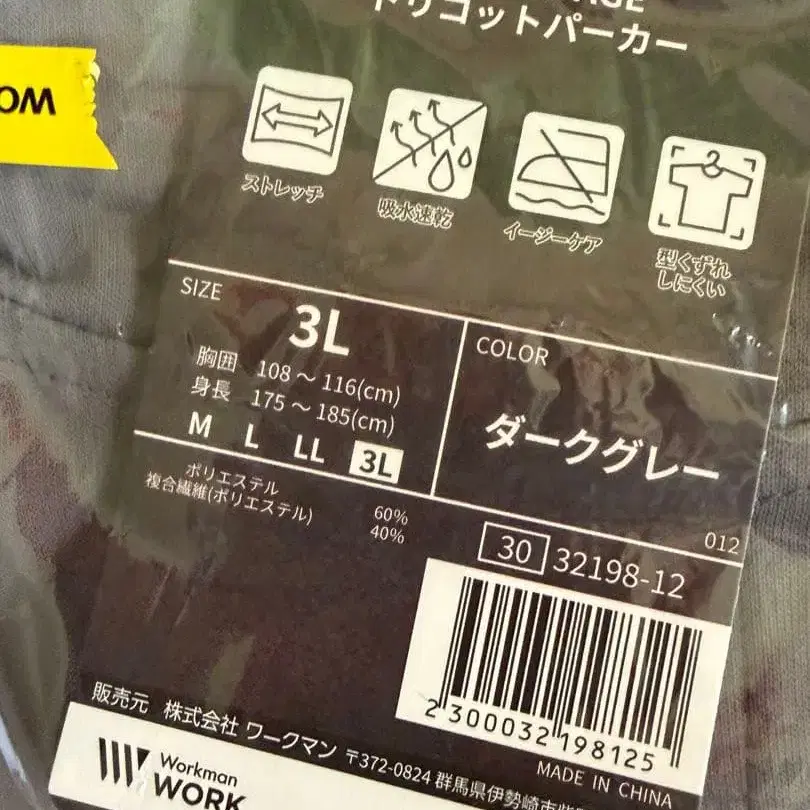 トリコットパーカー
WO
ストレッチ
吸水速乾
イージーケア
型くずれ
しにくい
SIZE
3L
胸囲 108〜116(cm)
身長 175〜185(cm)
M L LL 3L
COLOR
ダークグレー
ポリエステル 60%
複合繊維(ポリエステル) 40%
012
30 32198-12
2300032198125
MADE IN CHINA
販売元 株式会社 ワークマン 〒372-0824 群馬県伊勢崎市柴
Workman
WORK